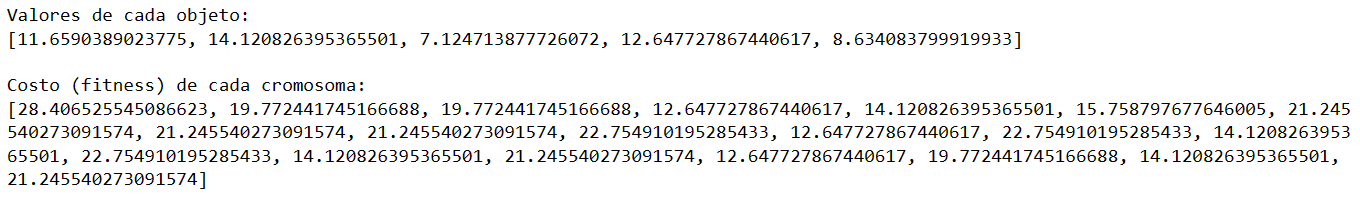 Valores de cada objeto:
[11.6590389023775, 14.120826395365501, 7.124713877726072, 12.647727867440617, 8.634083799919933]
Costo (fitness) de cada cromosoma:
[28.406525545086623, 19.772441745166688, 19.772441745166688, 12.647727867440617, 14.120826395365501, 15.758797677646005, 21.245
540273091574, 21.245540273091574, 21.245540273091574, 22.754910195285433, 12.647727867440617, 22.754910195285433, 14.1208263953
65501, 22.754910195285433, 14.120826395365501, 21.245540273091574, 12.647727867440617, 19.772441745166688, 14.120826395365501,
21.245540273091574]